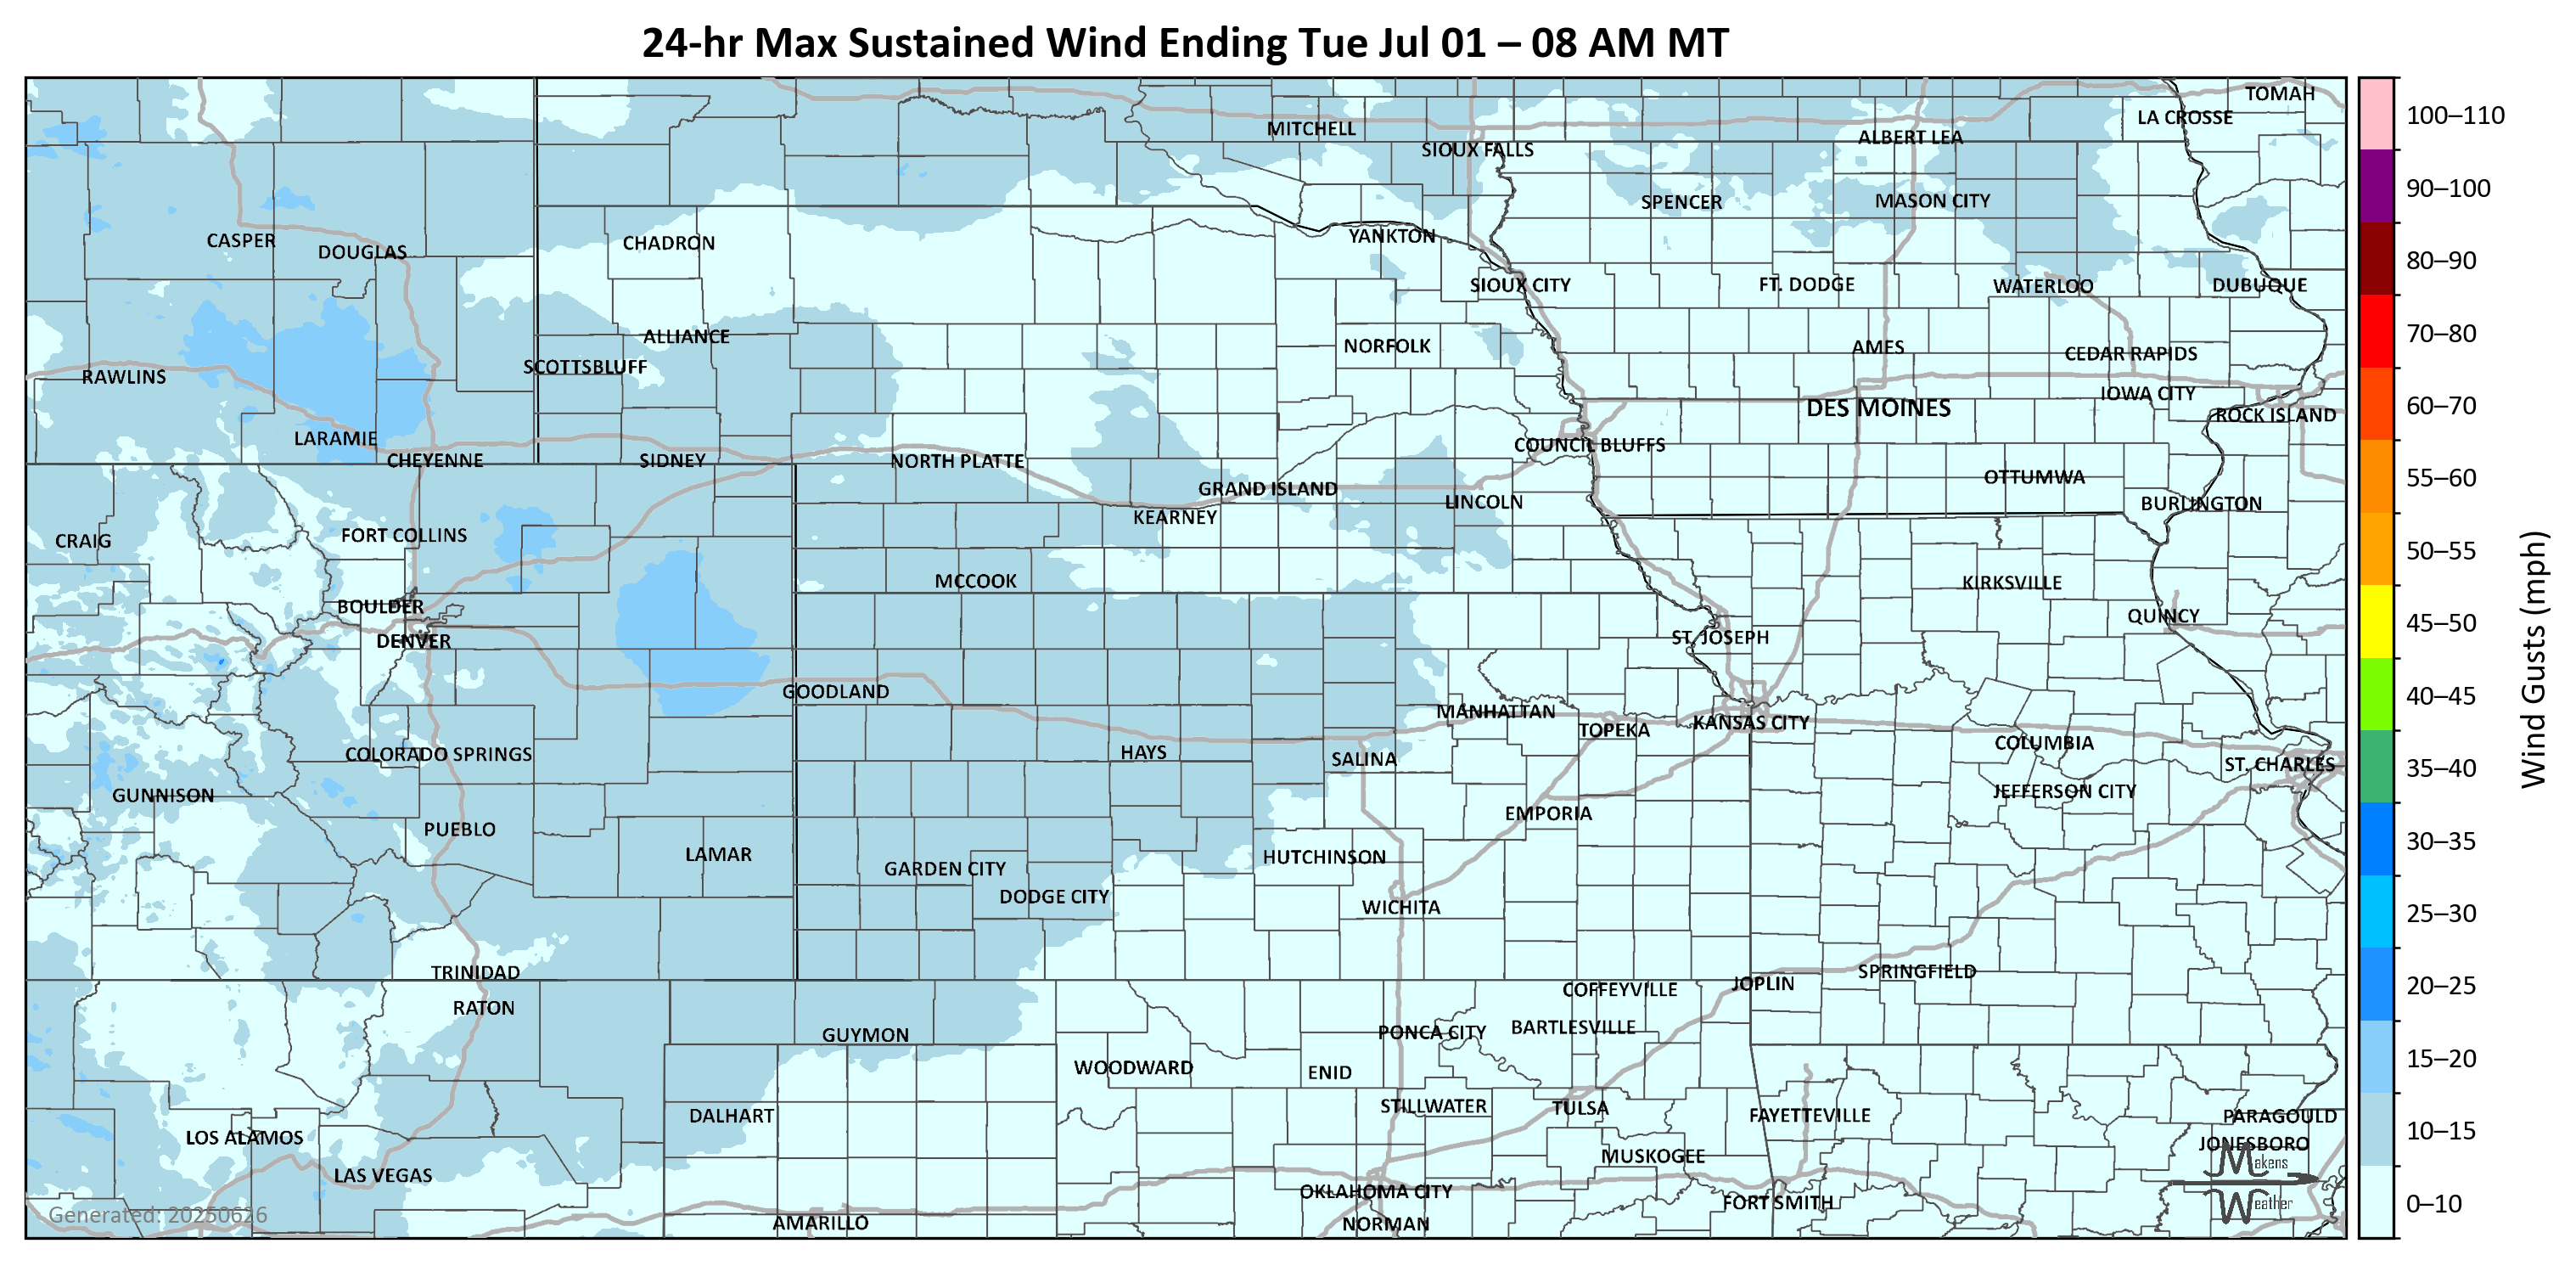 24-hr Max Sustained Wind Ending Tue Jul 01 – 08 AM MT
TOMAH
LA CROSSE
MITCHELL
ALBERT LEA
SIOUX FALLS
SPENCER
MASON CITY
CASPER
DOUGLAS
CHADRON
YANKTON
SIOUX CITY
FT. DODGE
WATERLOO
DUBUQUE
ALLIANCE
NORFOLK
AMES
CEDAR RAPIDS
SCOTTSBLUFF
RAWLINS
IOWA CITY
DES MOINES
ROCK ISLAND
LARAMIE
COUNCIL BLUFFS
CHEYENNE
SIDNEY
NORTH PLATTE
OTTUMWA
GRAND ISLAND
LINCOLN
BURLINGTON
KEARNEY
FORT COLLINS
CRAIG
MCCOOK
KIRKSVILLE
BOULDER
QUINCY
DENVER
ST. JOSEPH
GOODLAND
MANHATTAN
TOPEKA
KANSAS CITY
COLORADO SPRINGS
HAYS
SALINA
COLUMBIA
ST. CHARLES
GUNNISON
JEFFERSON CITY
EMPORIA
PUEBLO
LAMAR
HUTCHINSON
GARDEN CITY
DODGE CITY
WICHITA
TRINIDAD
SPRINGFIELD
JOPLIN
COFFEYVILLE
RATON
GUYMON
PONCA CITY
BARTLESVILLE
WOODWARD
ENID
DALHART
STILLWATER
TULSA
FAYETTEVILLE
PARAGOULD
LOS ALAMOS
JONESBORO
MUSKOGEE
LAS VEGAS
OKLAHOMA CITY
FORT SMITH
AMARILLO
NORMAN
Generated: 20250626
Makens
Weather
100–110
90–100
80–90
70–80
60–70
55–60
50–55
45–50
40–45
35–40
30–35
25–30
20–25
15–20
10–15
0–10
Wind Gusts (mph)